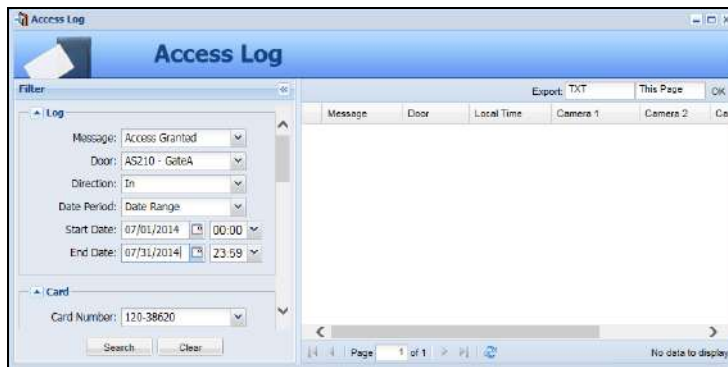 Access Log
Access Log
Filter
Export: TXT This Page OK
Log
Message: Access Granted
Door: AS210 - GateA
Direction: In
Date Period: Date Range
Start Date: 07/01/2014 00:00
End Date: 07/31/2014 23:59
Card
Card Number: 120-38620
Search Clear
Message Door Local Time Camera 1 Camera 2 Ca
Page 1 of 1 No data to display